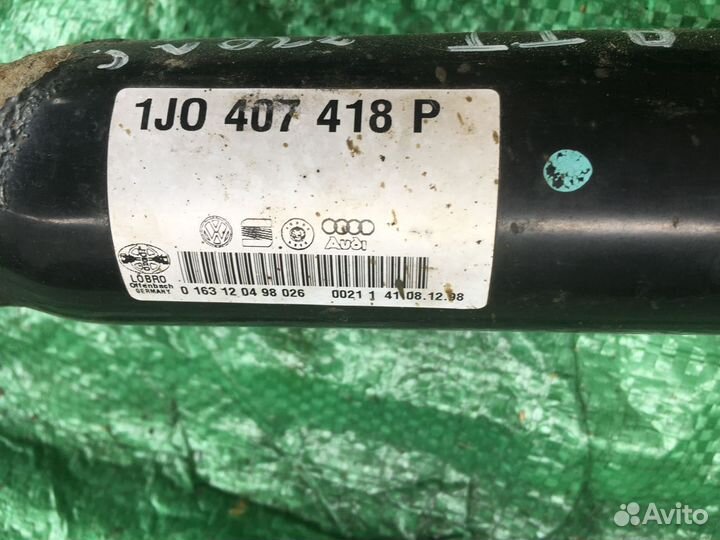 1J0 407 418 P
Audi
LÖBRO
Offenbach
GERMANY
0 163 12 04 98 026 0021 1 41 08.12.98
Avito